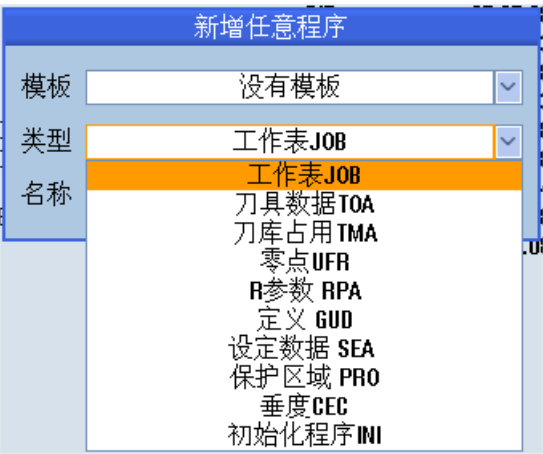 新增任意程序
模板 没有模板
类型 工作表JOB
名称
工作表JOB
刀具数据TOA
刀库占用TMA
零点UFR
R参数 RPA
定义 GUD
设定数据 SEA
保护区域 PRO
垂度CEC
初始化程序INI